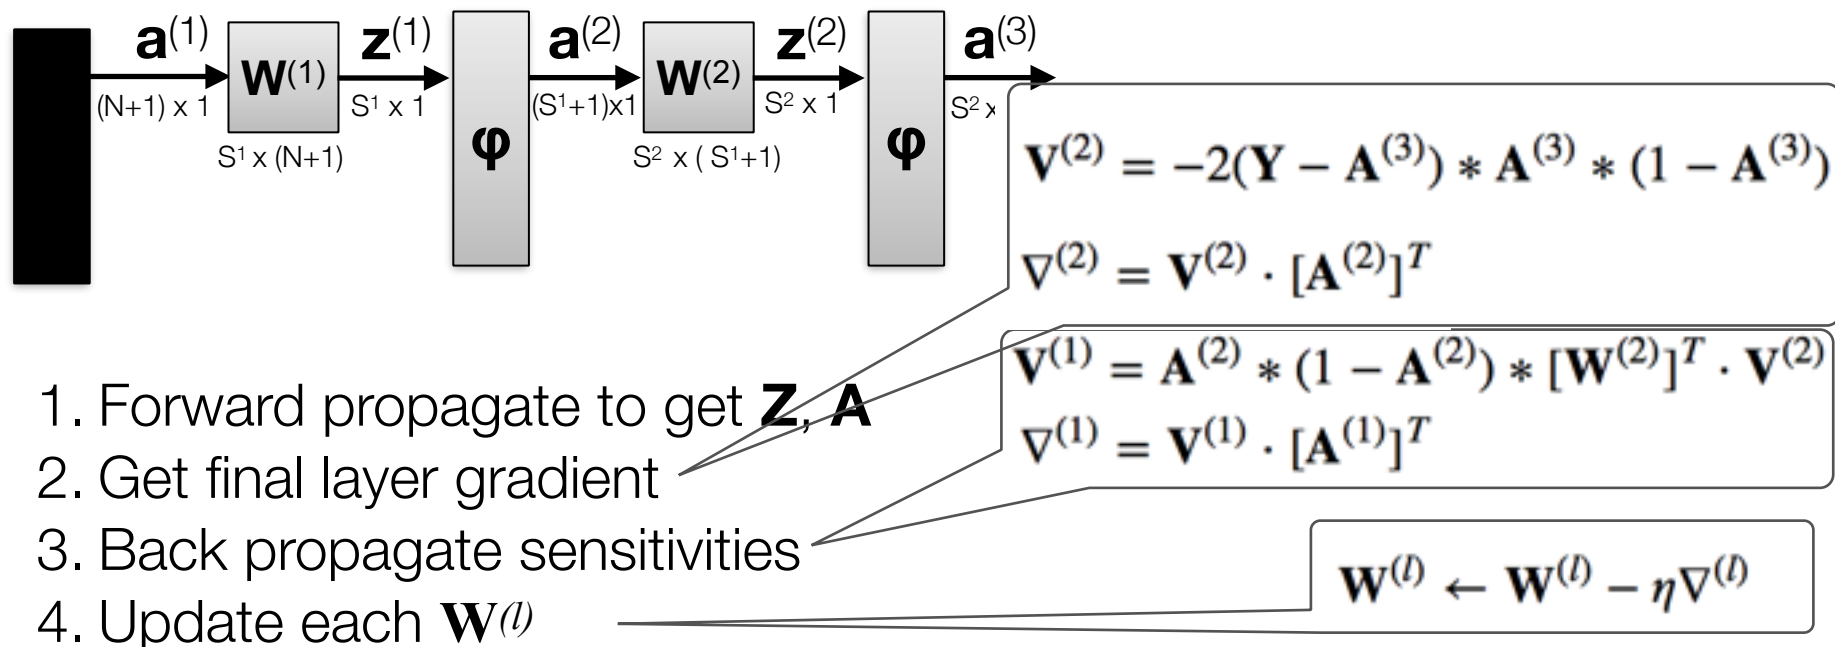 a⁽¹⁾ W⁽¹⁾ z⁽¹⁾ φ a⁽²⁾ W⁽²⁾ z⁽²⁾ φ a⁽³⁾
(N+1) x 1 S¹ x 1 (S¹+1)x1 S² x 1 S² x
S¹ x (N+1) S² x ( S¹+1)
V⁽²⁾ = −2(Y − A⁽³⁾) * A⁽³⁾ * (1 − A⁽³⁾)
∇⁽²⁾ = V⁽²⁾ · [A⁽²⁾]ᵀ
V⁽¹⁾ = A⁽²⁾ * (1 − A⁽²⁾) * [W⁽²⁾]ᵀ · V⁽²⁾
∇⁽¹⁾ = V⁽¹⁾ · [A⁽¹⁾]ᵀ
1. Forward propagate to get Z, A
2. Get final layer gradient
3. Back propagate sensitivities
4. Update each W⁽ˡ⁾
W⁽ˡ⁾ ← W⁽ˡ⁾ − η∇⁽ˡ⁾